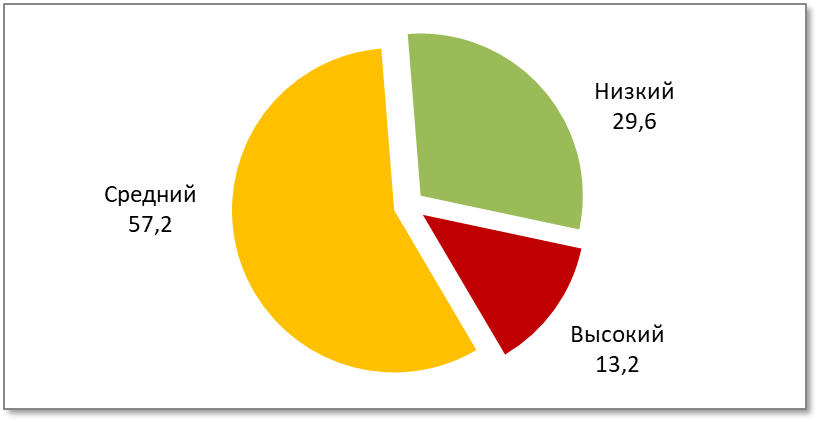 Низкий
29,6
Средний
57,2
Высокий
13,2